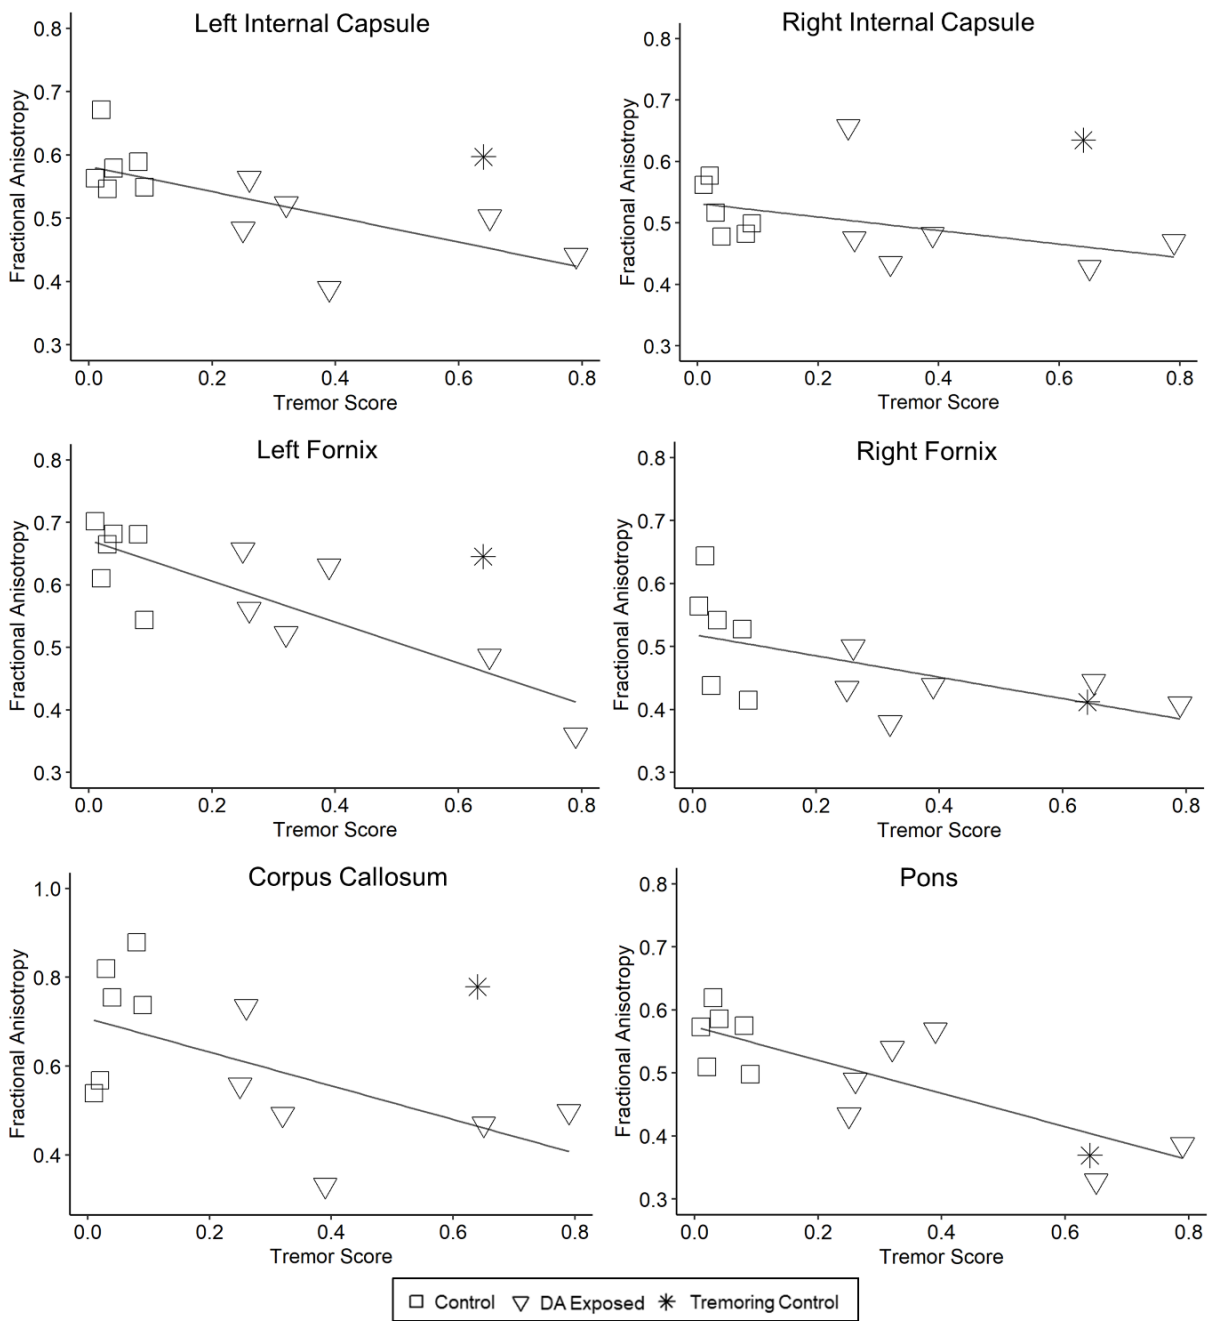 Left Internal Capsule
Fractional Anisotropy
0.8
0.7
0.6
0.5
0.4
0.3
0.0 0.2 0.4 0.6 0.8
Tremor Score
Right Internal Capsule
Fractional Anisotropy
0.8
0.7
0.6
0.5
0.4
0.3
0.0 0.2 0.4 0.6 0.8
Tremor Score
Left Fornix
Fractional Anisotropy
0.8
0.7
0.6
0.5
0.4
0.3
0.0 0.2 0.4 0.6 0.8
Tremor Score
Right Fornix
Fractional Anisotropy
0.8
0.7
0.6
0.5
0.4
0.3
0.0 0.2 0.4 0.6 0.8
Tremor Score
Corpus Callosum
Fractional Anisotropy
1.0
0.8
0.6
0.4
0.0 0.2 0.4 0.6 0.8
Tremor Score
Pons
Fractional Anisotropy
0.8
0.7
0.6
0.5
0.4
0.3
0.0 0.2 0.4 0.6 0.8
Tremor Score
Control DA Exposed Tremoring Control